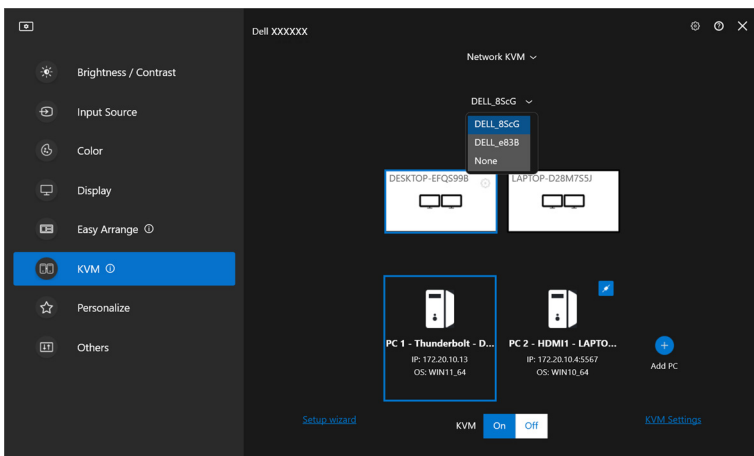 Dell XXXXXX
Brightness / Contrast
Input Source
Color
Display
Easy Arrange
KVM
Personalize
Others
Network KVM
DELL_8ScG
DELL_8ScG
DELL_e83B
None
DESKTOP-EFQS99B
LAPTOP-D28M7S5J
PC 1 - Thunderbolt - D...
IP: 172.20.10.13
OS: WIN11_64
PC 2 - HDMI1 - LAPTO...
IP: 172.20.10.4:5567
OS: WIN10_64
Add PC
Setup wizard
KVM On Off
KVM Settings